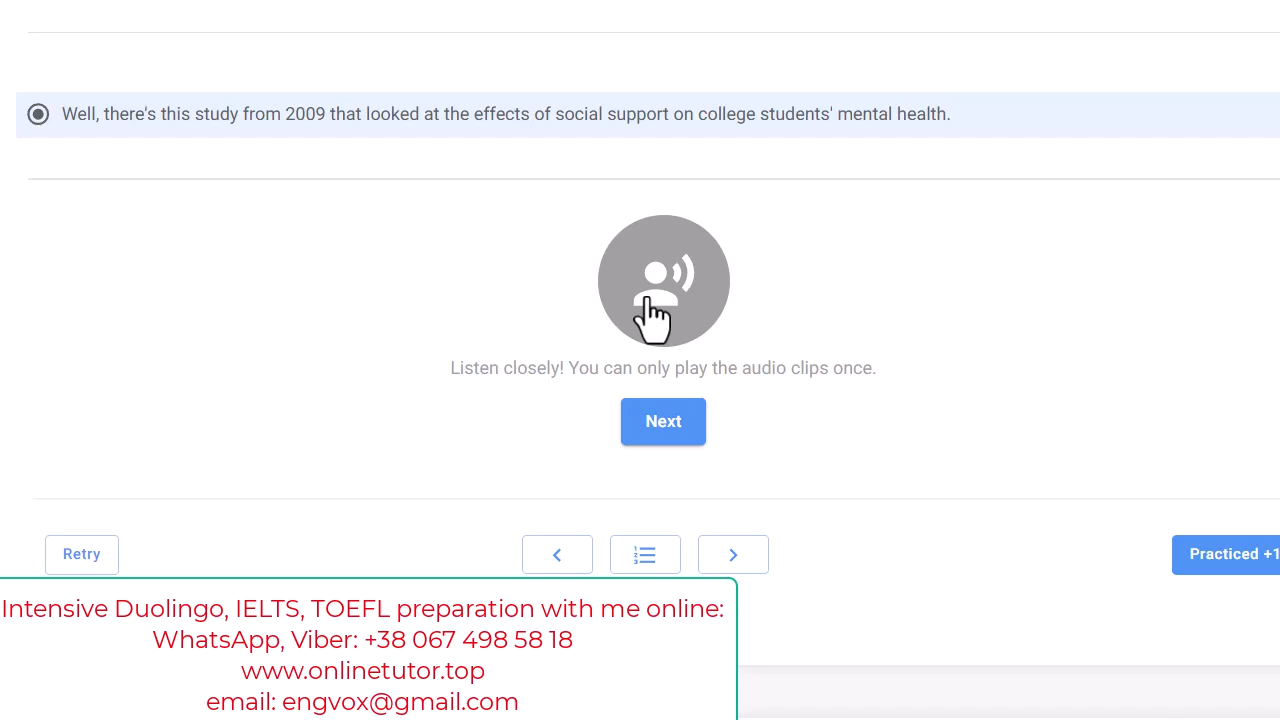 Well, there's this study from 2009 that looked at the effects of social support on college students' mental health.
Listen closely! You can only play the audio clips once.
Next
Retry
Practiced +1
Intensive Duolingo, IELTS, TOEFL preparation with me online:
WhatsApp, Viber: +38 067 498 58 18
www.onlinetutor.top
email: engvox@gmail.com